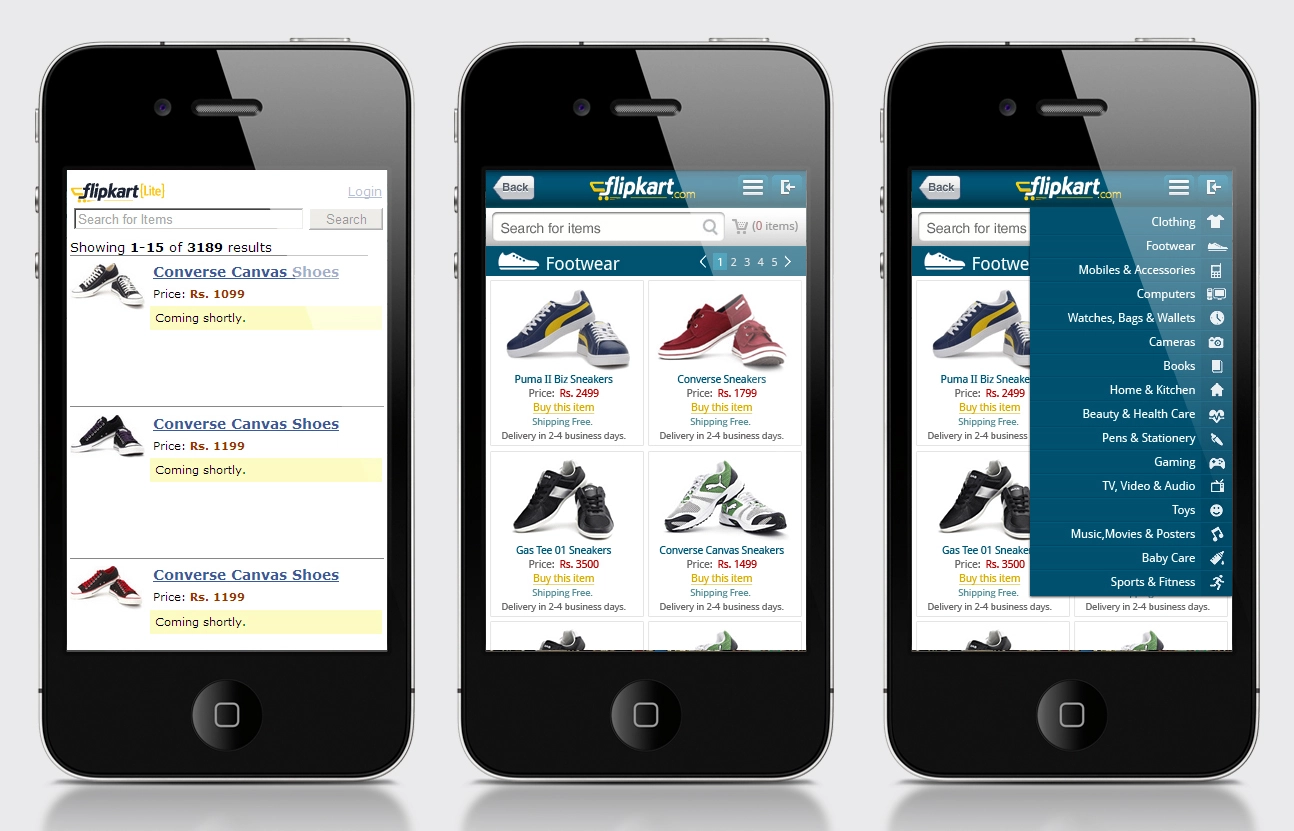 flipkart [Lite]
Login
Search for Items
Search
Showing 1-15 of 3189 results
Converse Canvas Shoes
Price: Rs. 1099
Coming shortly.
Converse Canvas Shoes
Price: Rs. 1199
Coming shortly.
Converse Canvas Shoes
Price: Rs. 1199
Coming shortly.
Back
flipkart.com
Search for items
(0 items)
Footwear
1 2 3 4 5
Puma II Biz Sneakers
Price: Rs. 2499
Buy this item
Shipping Free.
Delivery in 2-4 business days.
Converse Sneakers
Price: Rs. 1799
Buy this item
Shipping Free.
Delivery in 2-4 business days.
Gas Tee 01 Sneakers
Price: Rs. 3500
Buy this item
Shipping Free.
Delivery in 2-4 business days.
Converse Canvas Sneakers
Price: Rs. 1499
Buy this item
Shipping Free.
Delivery in 2-4 business days.
Back
flipkart.com
Search for items
Footwe
Puma II Biz Sneake
Price: Rs. 2499
Buy this item
Shipping Free.
Delivery in 2-4 busines
Gas Tee 01 Sneake
Price: Rs. 3500
Buy this item
Shipping Free.
Delivery in 2-4 business days.
Shipping Free.
Delivery in 2-4 business days.
Clothing
Footwear
Mobiles & Accessories
Computers
Watches, Bags & Wallets
Cameras
Books
Home & Kitchen
Beauty & Health Care
Pens & Stationery
Gaming
TV, Video & Audio
Toys
Music,Movies & Posters
Baby Care
Sports & Fitness